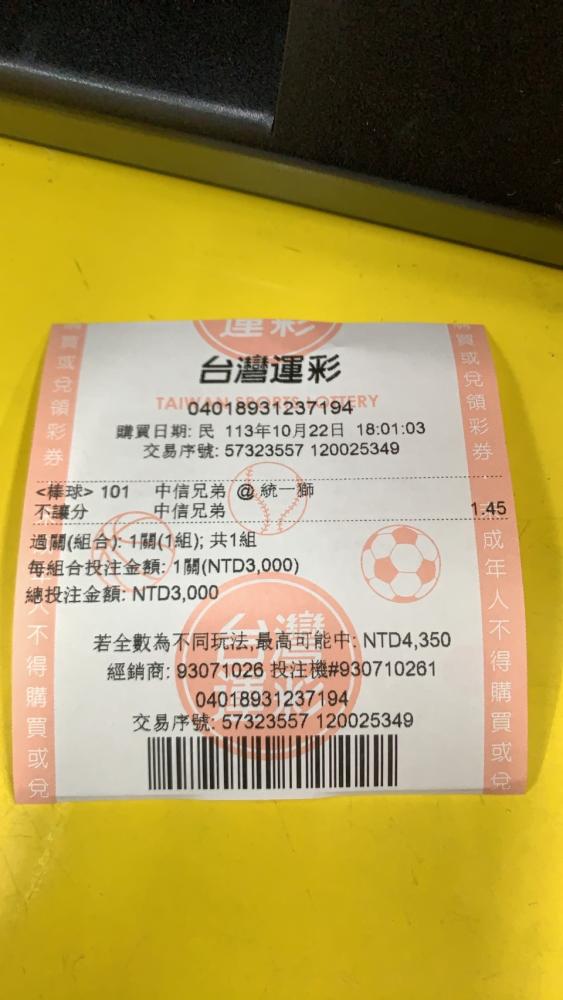 運彩
台灣運彩
TAIWAN SPORTS LOTTERY
04018931237194
購買日期: 民 113年10月22日 18:01:03
交易序號: 57323557 120025349
<棒球> 101 中信兄弟 @ 統一獅
不讓分 中信兄弟 1.45
過關(組合): 1關(1組); 共1組
每組合投注金額: 1關(NTD3,000)
總投注金額: NTD3,000
若全數為不同玩法,最高可能中: NTD4,350
經銷商: 93071026 投注機#930710261
04018931237194
交易序號: 57323557 120025349
台灣運彩
買或兌領彩券
人不得購買或兌
購買或兌領彩券
成年人不得購買或兌